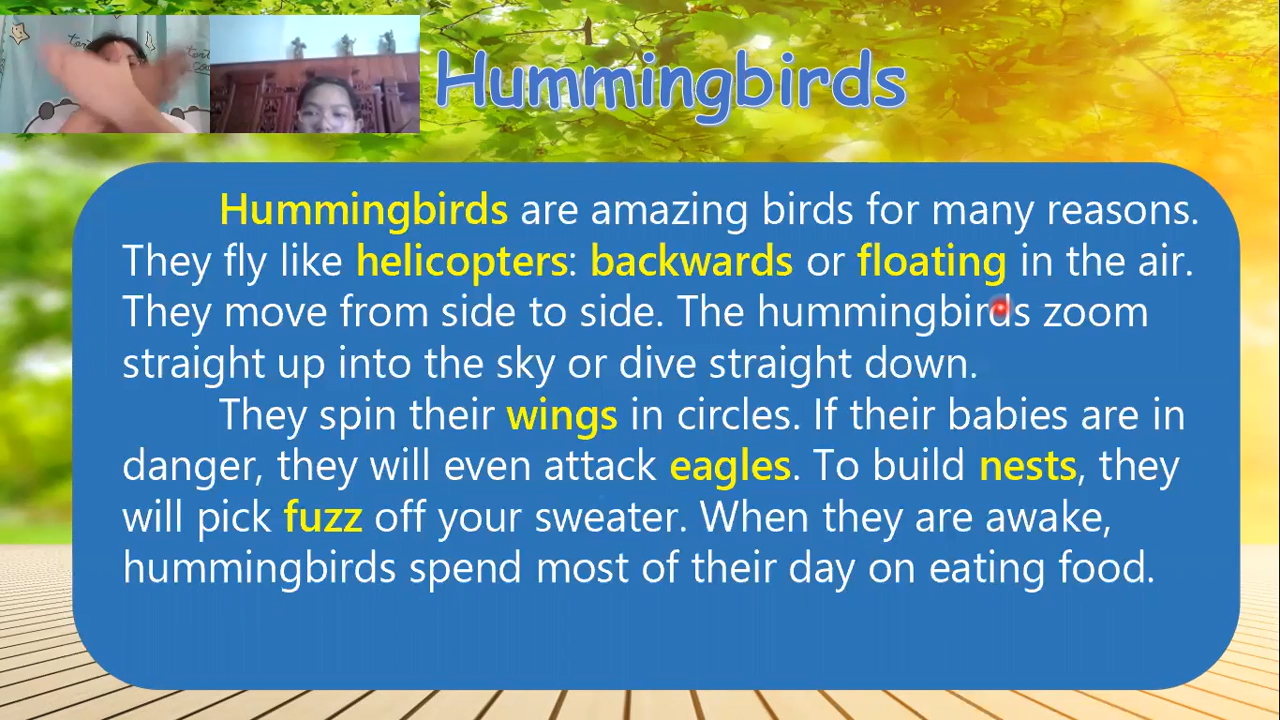 Hummingbirds
Hummingbirds are amazing birds for many reasons.
They fly like helicopters: backwards or floating in the air.
They move from side to side. The hummingbirds zoom
straight up into the sky or dive straight down.
They spin their wings in circles. If their babies are in
danger, they will even attack eagles. To build nests, they
will pick fuzz off your sweater. When they are awake,
hummingbirds spend most of their day on eating food.